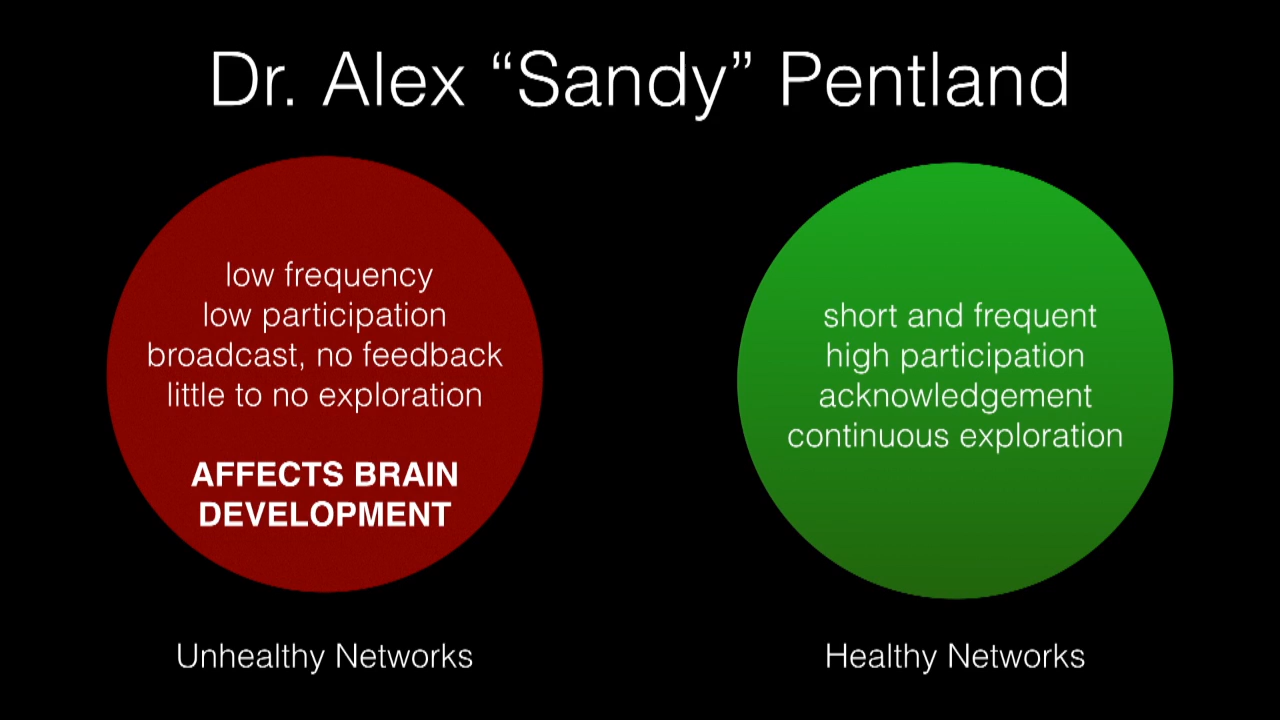 Dr. Alex “Sandy” Pentland
low frequency
low participation
broadcast, no feedback
little to no exploration
AFFECTS BRAIN
DEVELOPMENT
Unhealthy Networks
short and frequent
high participation
acknowledgement
continuous exploration
Healthy Networks